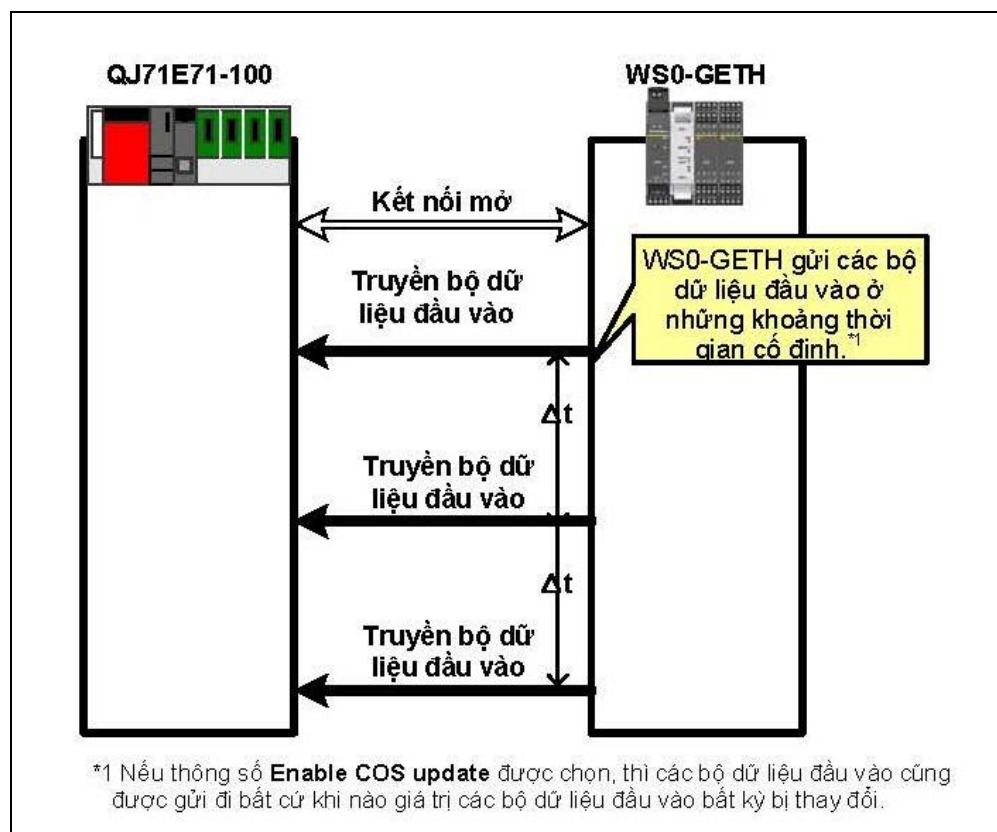 QJ71E71-100
WS0-GETH
Kết nối mở
Truyền bộ dữ
liệu đầu vào
WS0-GETH gửi các bộ
dữ liệu đầu vào ở
những khoảng thời
gian cố định.*1
Δt
Truyền bộ dữ
liệu đầu vào
Δt
Truyền bộ dữ
liệu đầu vào
*1 Nếu thông số Enable COS update được chọn, thì các bộ dữ liệu đầu vào cũng
được gửi đi bất cứ khi nào giá trị các bộ dữ liệu đầu vào bất kỳ bị thay đổi.